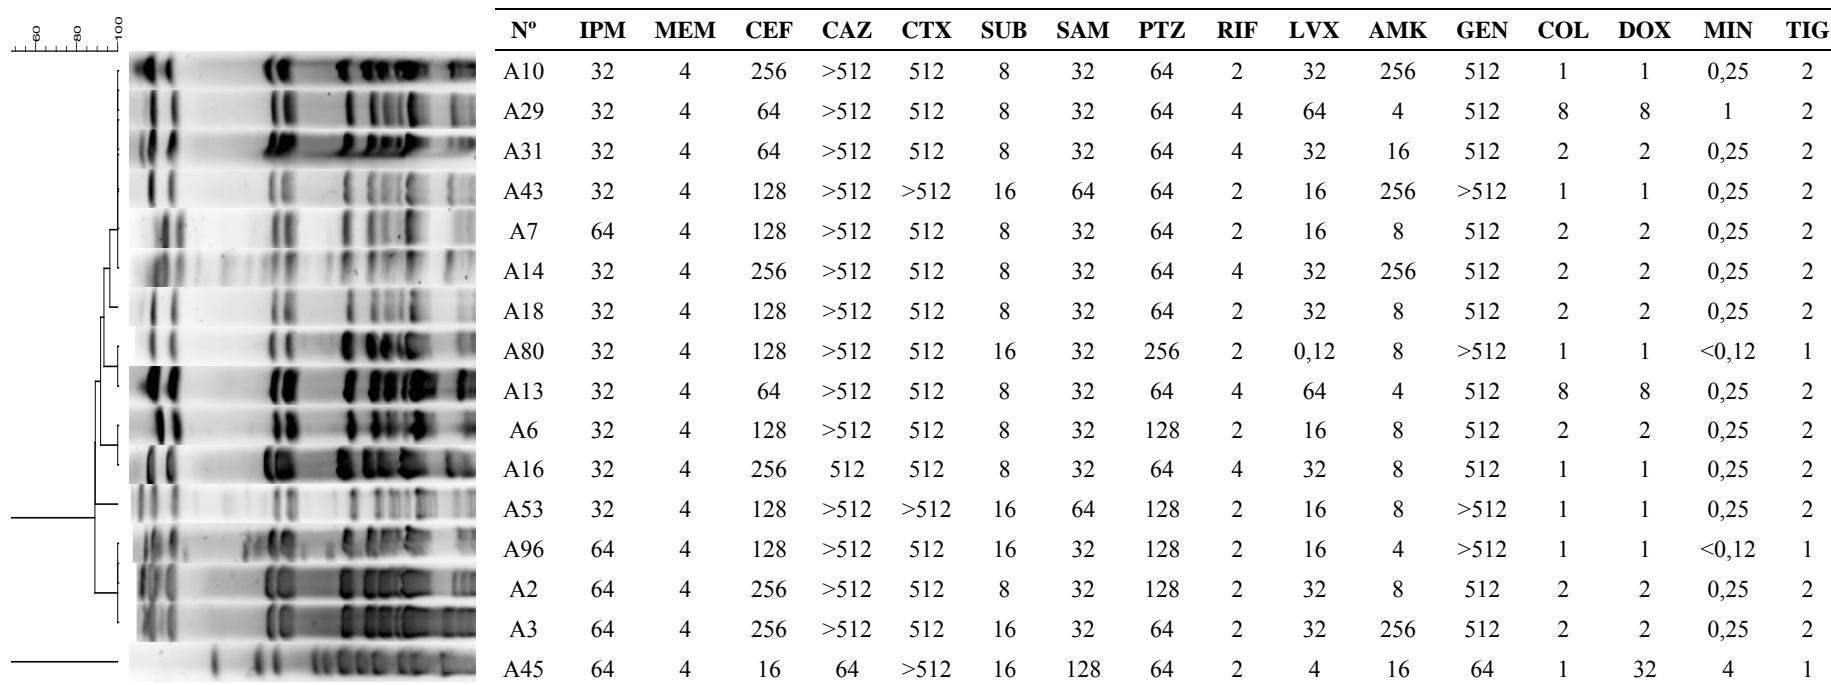 60 80 100
Nº IPM MEM CEF CAZ CTX SUB SAM PTZ RIF LVX AMK GEN COL DOX MIN TIG
A10 32 4 256 >512 512 8 32 64 2 32 256 512 1 1 0,25 2
A29 32 4 64 >512 512 8 32 64 4 64 4 512 8 8 1 2
A31 32 4 64 >512 512 8 32 64 4 32 16 512 2 2 0,25 2
A43 32 4 128 >512 >512 16 64 64 2 16 256 >512 1 1 0,25 2
A7 64 4 128 >512 512 8 32 64 2 16 8 512 2 2 0,25 2
A14 32 4 256 >512 512 8 32 64 4 32 256 512 2 2 0,25 2
A18 32 4 128 >512 512 8 32 64 2 32 8 512 2 2 0,25 2
A80 32 4 128 >512 512 16 32 256 2 0,12 8 >512 1 1 <0,12 1
A13 32 4 64 >512 512 8 32 64 4 64 4 512 8 8 0,25 2
A6 32 4 128 >512 512 8 32 128 2 16 8 512 2 2 0,25 2
A16 32 4 256 512 512 8 32 64 4 32 8 512 1 1 0,25 2
A53 32 4 128 >512 >512 16 64 128 2 16 8 >512 1 1 0,25 2
A96 64 4 128 >512 512 16 32 128 2 16 4 >512 1 1 <0,12 1
A2 64 4 256 >512 512 8 32 128 2 32 8 512 2 2 0,25 2
A3 64 4 256 >512 512 16 32 64 2 32 256 512 2 2 0,25 2
A45 64 4 16 64 >512 16 128 64 2 4 16 64 1 32 4 1